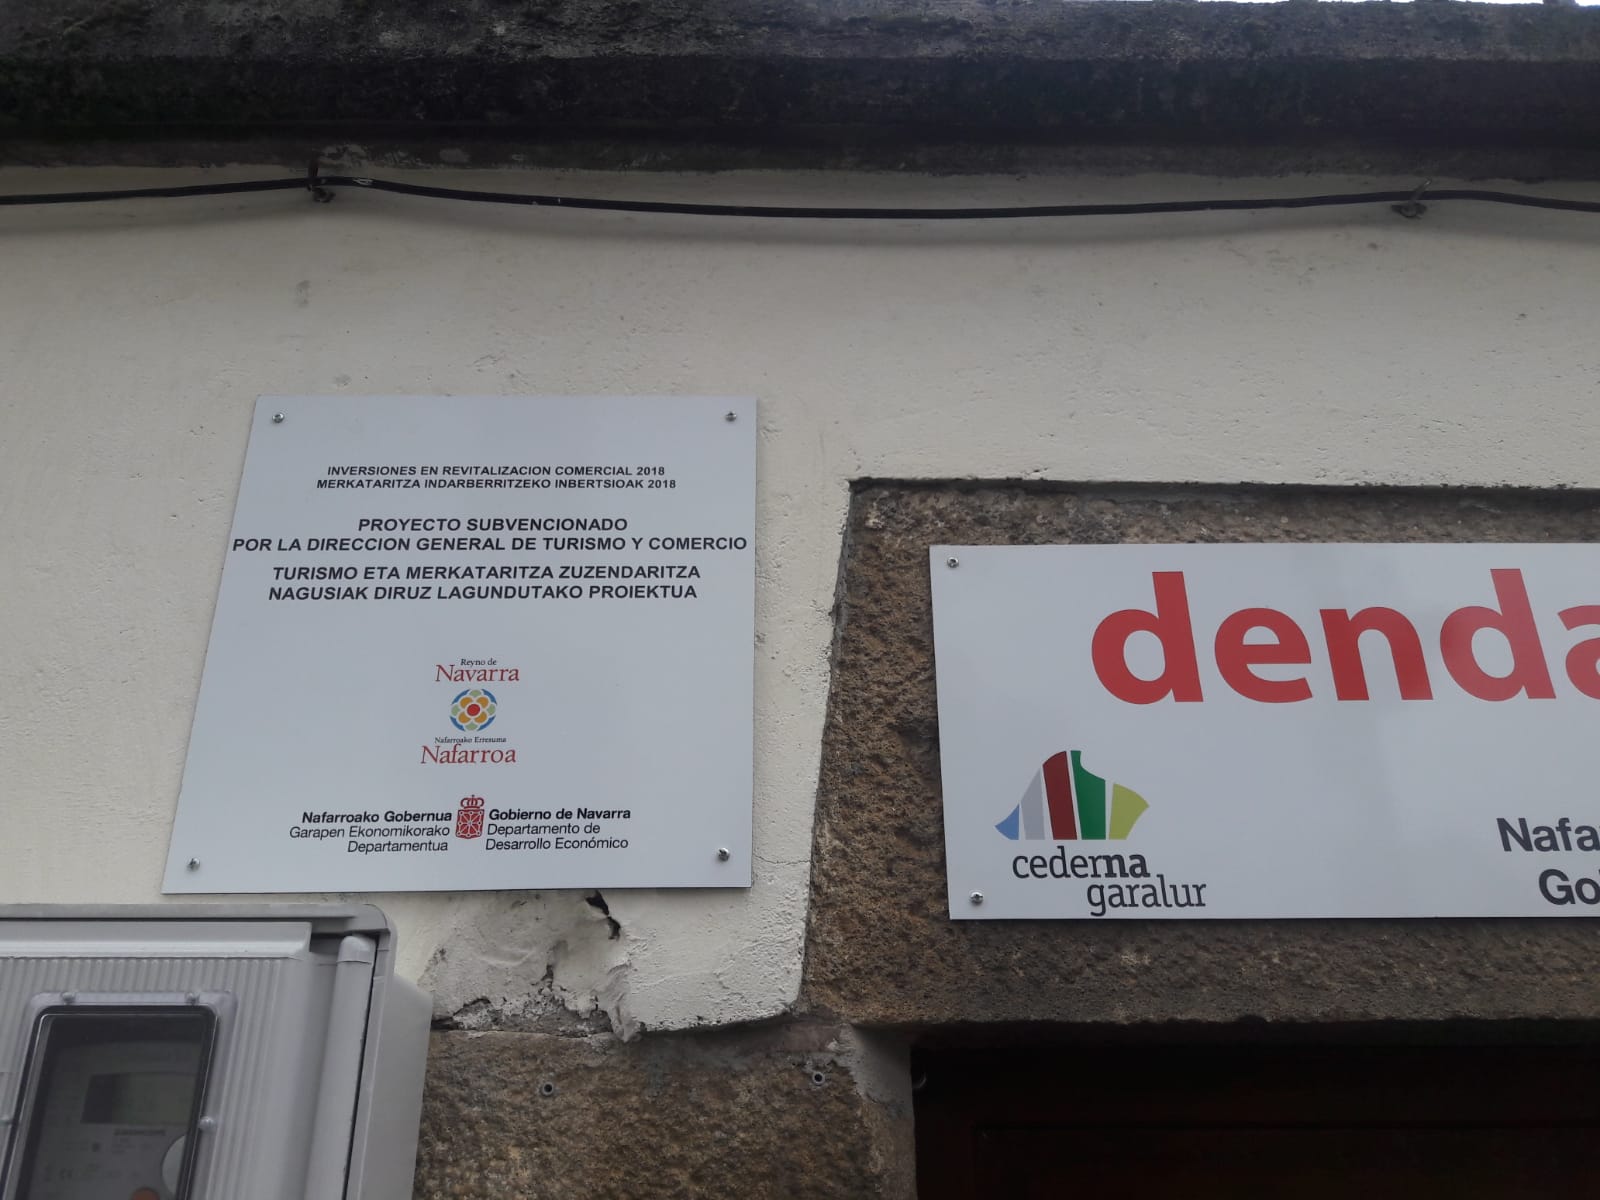 INVERSIONES EN REVITALIZACION COMERCIAL 2018
MERKATARITZA INDARBERRITZEKO INBERTSIOAK 2018
PROYECTO SUBVENCIONADO
POR LA DIRECCION GENERAL DE TURISMO Y COMERCIO
TURISMO ETA MERKATARITZA ZUZENDARITZA
NAGUSIAK DIRUZ LAGUNDUTAKO PROIEKTUA
Reyno de
Navarra
Nafarroako Erresuma
Nafarroa
Nafarroako Gobernua
Garapen Ekonomikorako
Departamentua
Gobierno de Navarra
Departamento de
Desarrollo Económico
denda
cederna
garalur
Nafa
Go